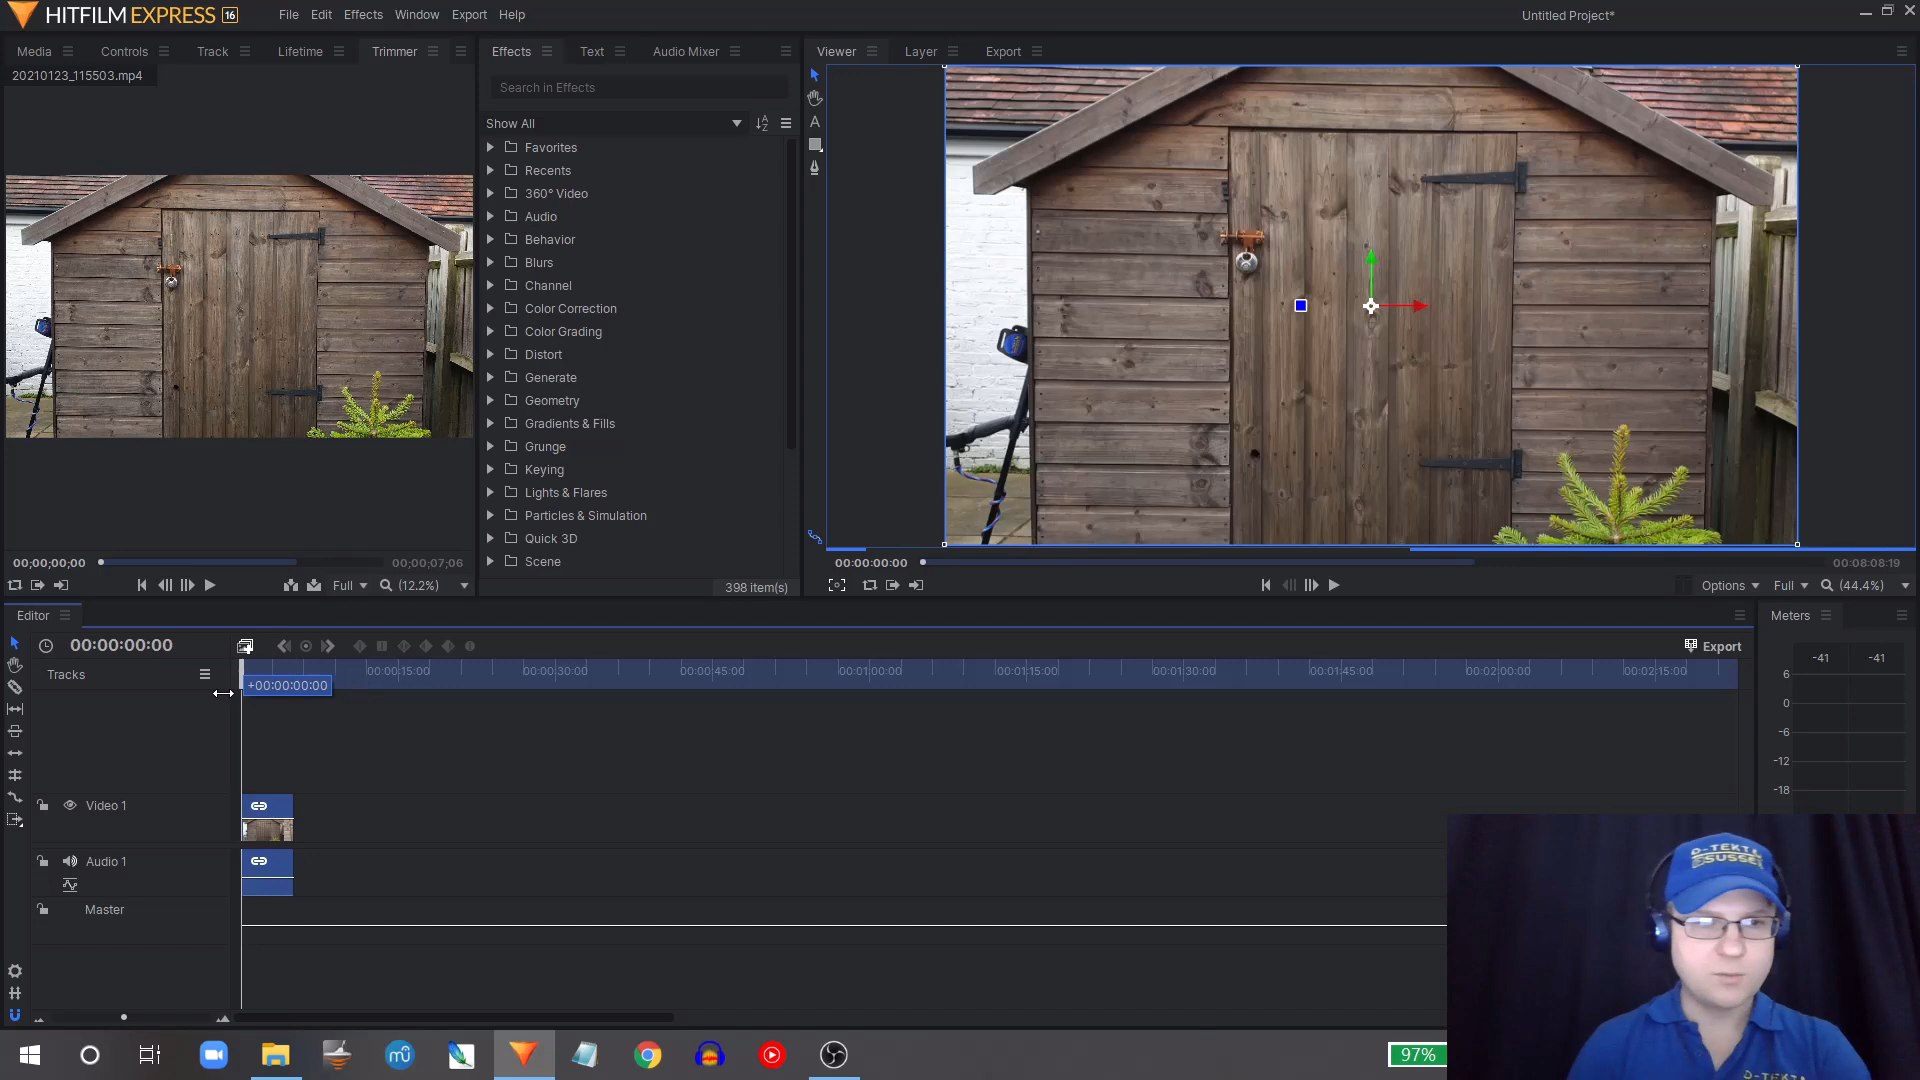 HITFILM EXPRESS 16
File Edit Effects Window Export Help
Untitled Project*
Media Controls Track Lifetime Trimmer
Effects Text Audio Mixer
Viewer Layer Export
20210123_115503.mp4
Search in Effects
Show All
Favorites
Recents
360° Video
Audio
Behavior
Blurs
Channel
Color Correction
Color Grading
Distort
Generate
Geometry
Gradients & Fills
Grunge
Keying
Lights & Flares
Particles & Simulation
Quick 3D
Scene
398 item(s)
00;00;00;00
00;00;07;06
Full (12.2%)
00:00:00:00
00:08:08:19
Options Full (44.4%)
Editor
Meters
00:00:00:00
Export
Tracks
00:00:15:00 00:00:30:00 00:00:45:00 00:01:00:00 00:01:15:00 00:01:30:00 00:01:45:00 00:02:00:00 00:02:15:00
+00:00:00:00
-41 -41
6
0
-6
-12
-18
Video 1
Audio 1
Master
D-TEKTA
SUSSEX
97%